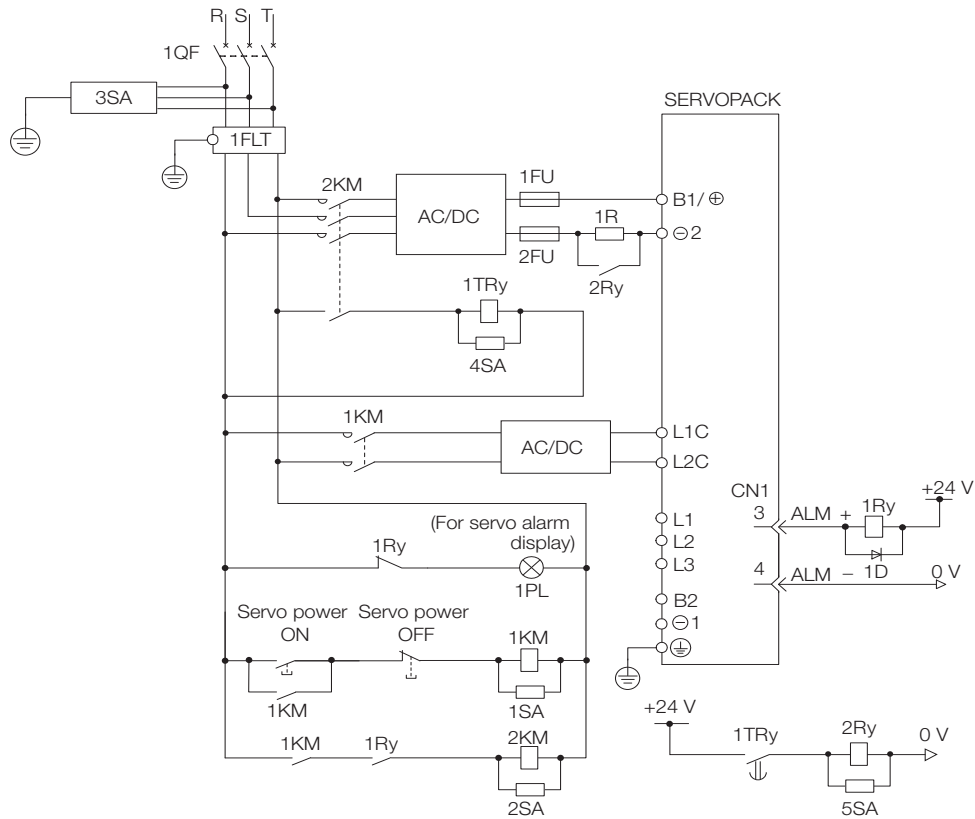 R S T
1QF
3SA
SERVOPACK
1FLT
2KM
1FU
AC/DC
1R
B1/ ⊕
⊖ 2
2FU
2Ry
1TRy
4SA
1KM
L1C
AC/DC
L2C
CN1
+24 V
3
ALM +
1Ry
L1
(For servo alarm
display)
L2
1Ry
L3
4
ALM −
1D
0 V
1PL
B2
Servo power
ON
Servo power
OFF
⊖ 1
1KM
1KM
1SA
+24 V
1KM
1Ry
2KM
1TRy
2Ry
0 V
2SA
5SA